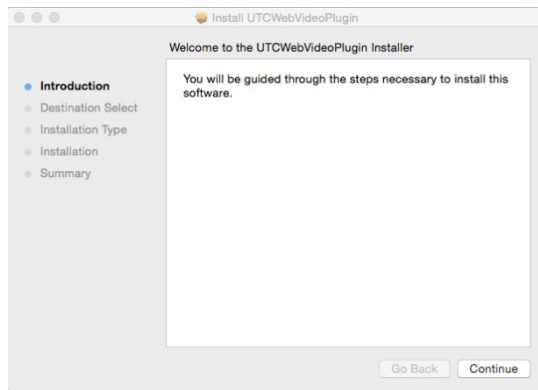 Install UTCWebVideoPlugin
Welcome to the UTCWebVideoPlugin Installer
Introduction
Destination Select
Installation Type
Installation
Summary
You will be guided through the steps necessary to install this
software.
Go Back
Continue